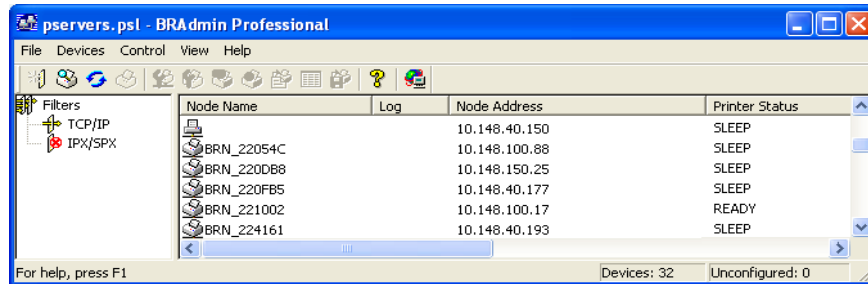 pservers.psl - BRAdmin Professional
File Devices Control View Help
Filters
TCP/IP
IPX/SPX
Node Name Log Node Address Printer Status
10.148.40.150 SLEEP
BRN_22054C 10.148.100.88 SLEEP
BRN_220DB8 10.148.150.25 SLEEP
BRN_220FB5 10.148.40.177 SLEEP
BRN_221002 10.148.100.17 READY
BRN_224161 10.148.40.193 SLEEP
For help, press F1 Devices: 32 Unconfigured: 0